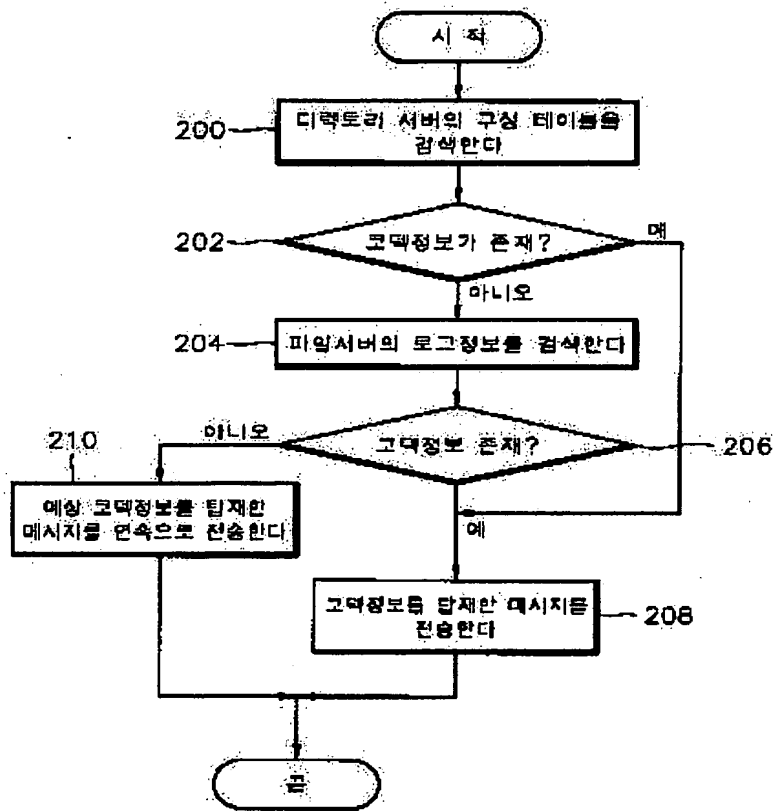 시 작
200
디렉토리 서버의 구성 테이블을
검색한다
202
코덱정보가 존재?
예
아니오
204
파일서버의 로그정보를 검색한다
210
아니오
코덱정보 존재?
206
예상 코덱정보를 탑재한
메시지를 연속으로 전송한다
예
코덱정보를 탑재한 메시지를
전송한다
208
끝